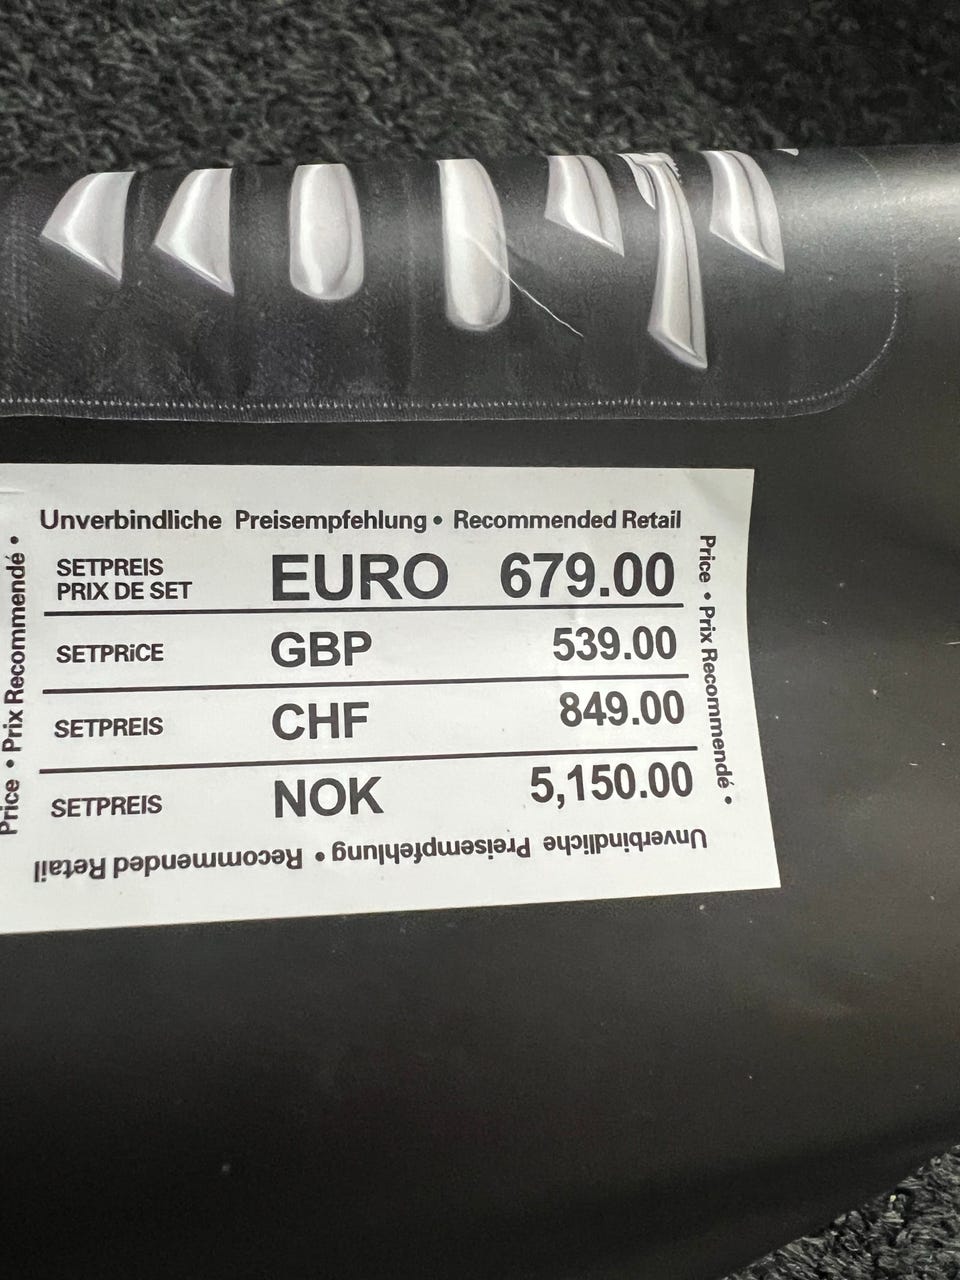 Unverbindliche Preisempfehlung • Recommended Retail
Price • Prix Recommendé •
SETPREIS
PRIX DE SET EURO 679.00
SETPRiCE GBP 539.00
SETPREIS CHF 849.00
SETPREIS NOK 5,150.00
Unverbindliche Preisempfehlung • Recommended Retail
Price • Prix Recommendé •